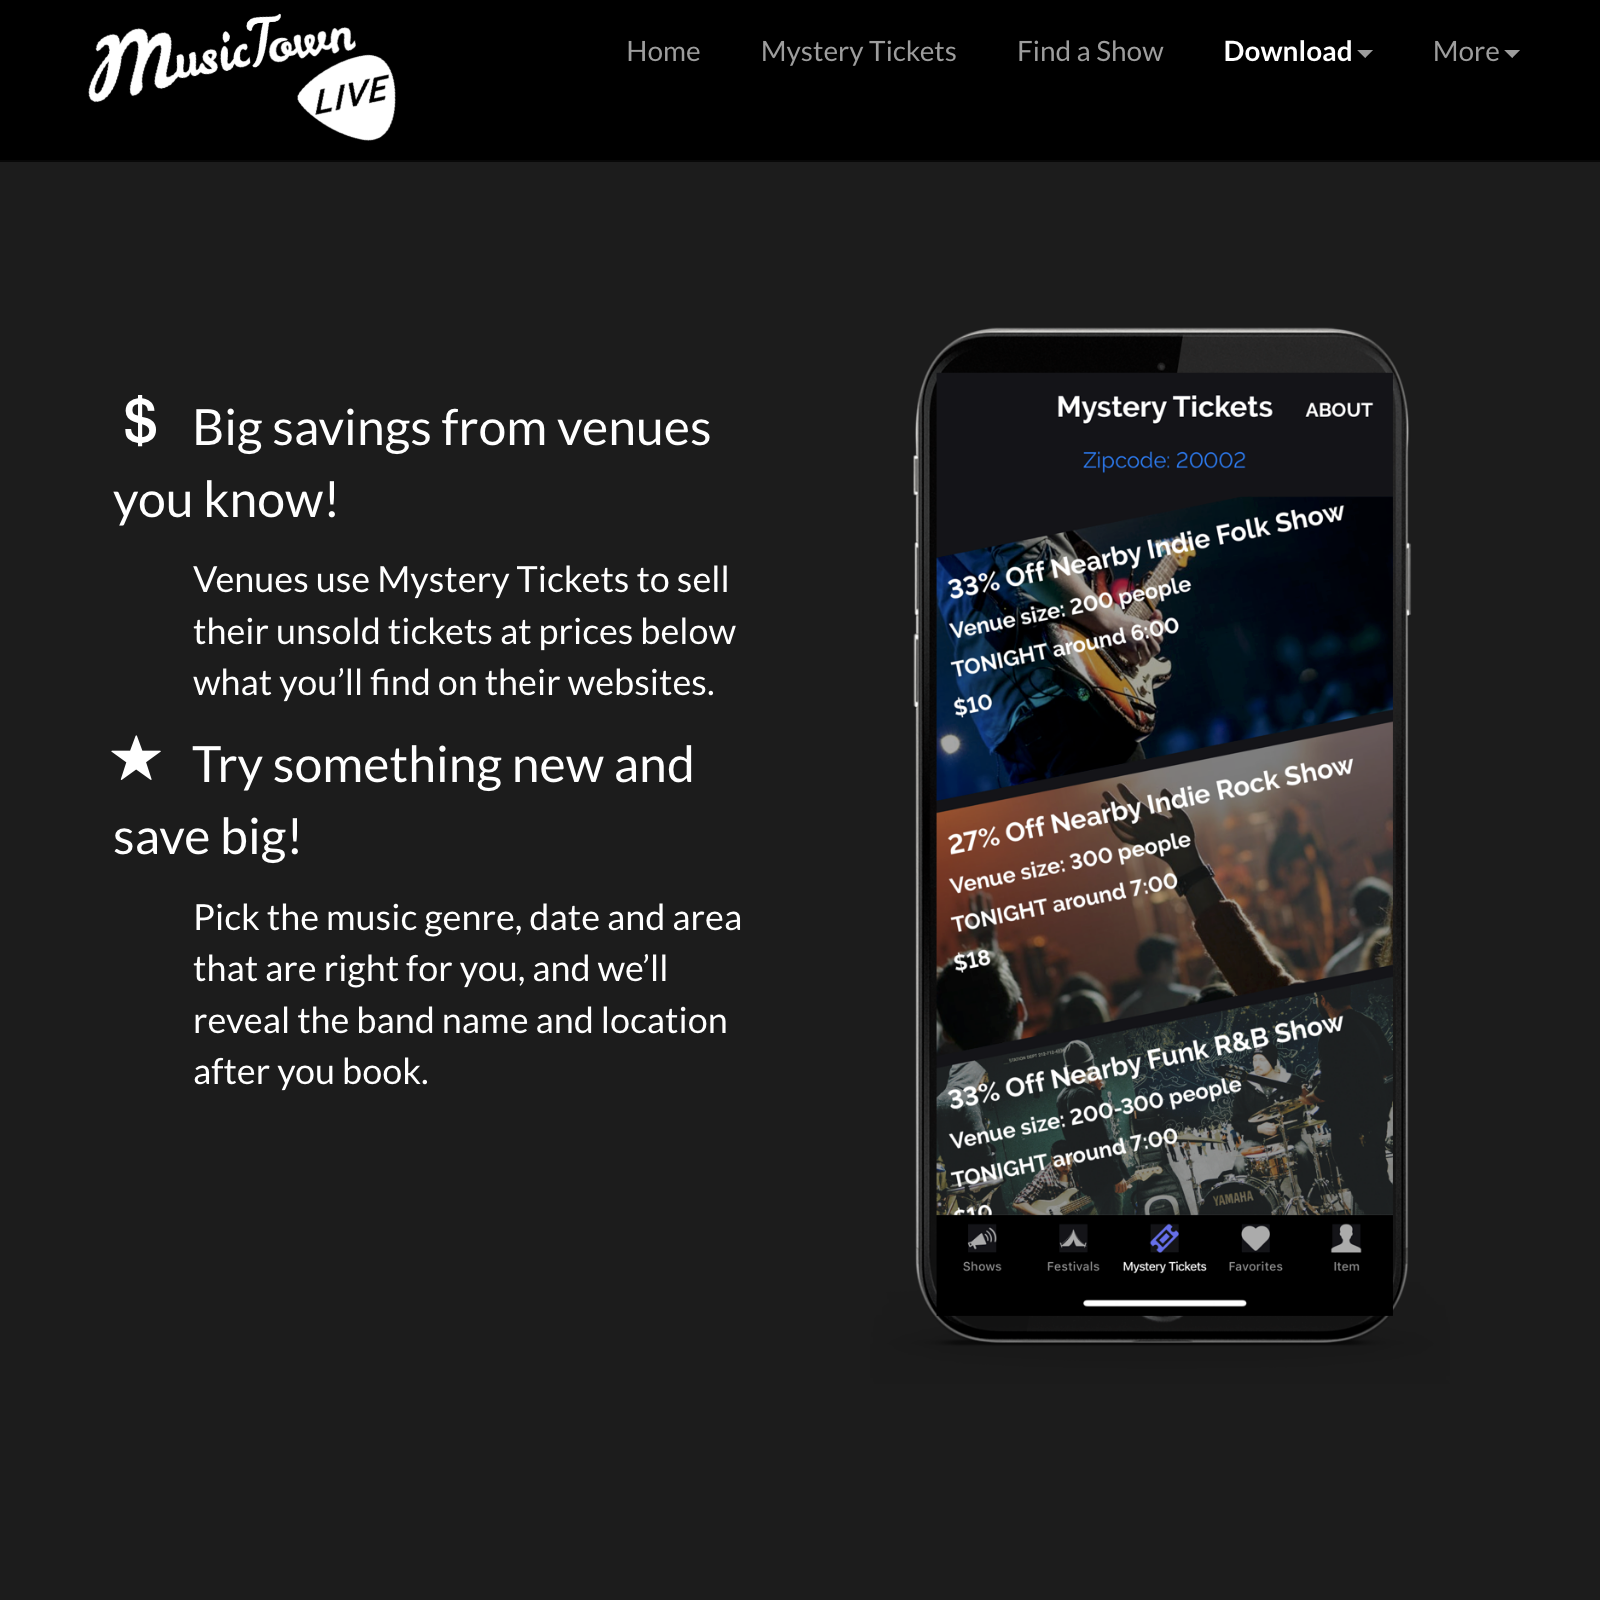 MusicTown
LIVE
Home
Mystery Tickets
Find a Show
Download
More
$ Big savings from venues
you know!
Venues use Mystery Tickets to sell
their unsold tickets at prices below
what you’ll find on their websites.
★ Try something new and
save big!
Pick the music genre, date and area
that are right for you, and we’ll
reveal the band name and location
after you book.
Mystery Tickets
ABOUT
Zipcode: 20002
33% Off Nearby Indie Folk Show
Venue size: 200 people
TONIGHT around 6:00
$10
27% Off Nearby Indie Rock Show
Venue size: 300 people
TONIGHT around 7:00
$18
33% Off Nearby Funk R&B Show
Venue size: 200-300 people
TONIGHT around 7:00
$10
YAMAHA
Shows
Festivals
Mystery Tickets
Favorites
Item